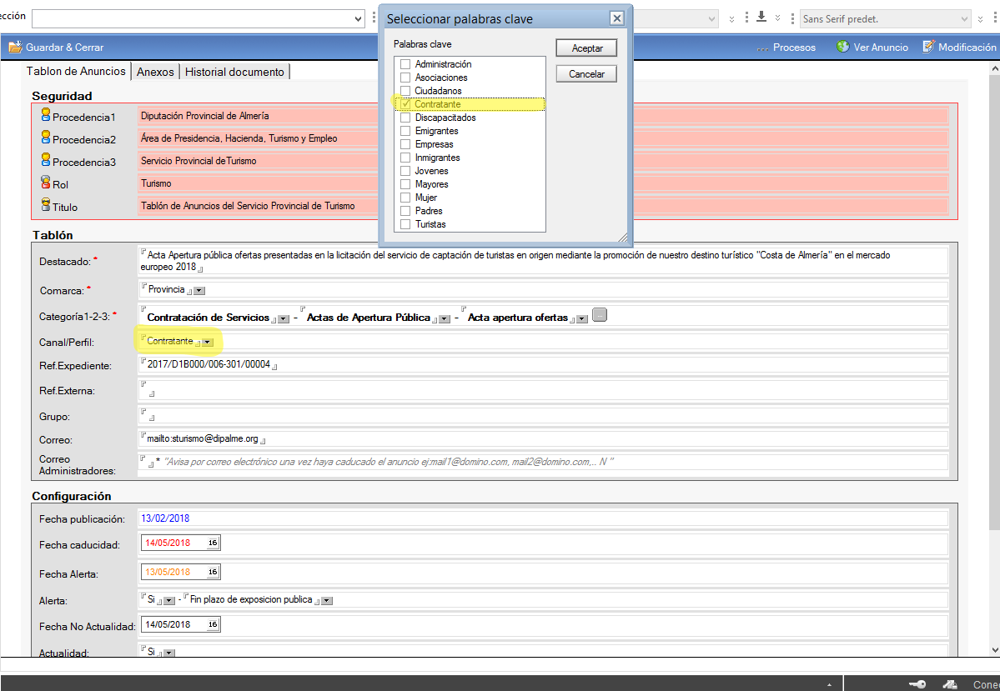 ección
Seleccionar palabras clave
Sans Serif predet.
Guardar & Cerrar
Procesos
Ver Anuncio
Modificación
Palabras clave
Aceptar
Cancelar
Administración
Asociaciones
Ciudadanos
Contratante
Discapacitados
Emigrantes
Empresas
Inmigrantes
Jovenes
Mayores
Mujer
Padres
Turistas
Tablon de Anuncios
Anexos
Historial documento
Seguridad
Procedencia1 Diputación Provincial de Almería
Procedencia2 Área de Presidencia, Hacienda, Turismo y Empleo
Procedencia3 Servicio Provincial de Turismo
Rol Turismo
Titulo Tablón de Anuncios del Servicio Provincial de Turismo
Tablón
Destacado: * Acta Apertura pública ofertas presentadas en la licitación del servicio de captación de turistas en origen mediante la promoción de nuestro destino turístico "Costa de Almería" en el mercado
europeo 2018
Comarca: * Provincia
Categoría1-2-3: * Contratación de Servicios - Actas de Apertura Pública - Acta apertura ofertas ...
Canal/Perfil: Contratante
Ref.Expediente: 2017/D1B000/006-301/00004
Ref.Externa:
Grupo:
Correo: mailto:sturismo@dipalme.org
Correo
Administradores: * "Avisa por correo electrónico una vez haya caducado el anuncio ej:mail1@domino.com, mail2@domino.com,.. N "
Configuración
Fecha publicación: 13/02/2018
Fecha caducidad: 14/05/2018 16
Fecha Alerta: 13/05/2018 16
Alerta: Si - Fin plazo de exposicion publica
Fecha No Actualidad: 14/05/2018 16
Actualidad: Si
Cone